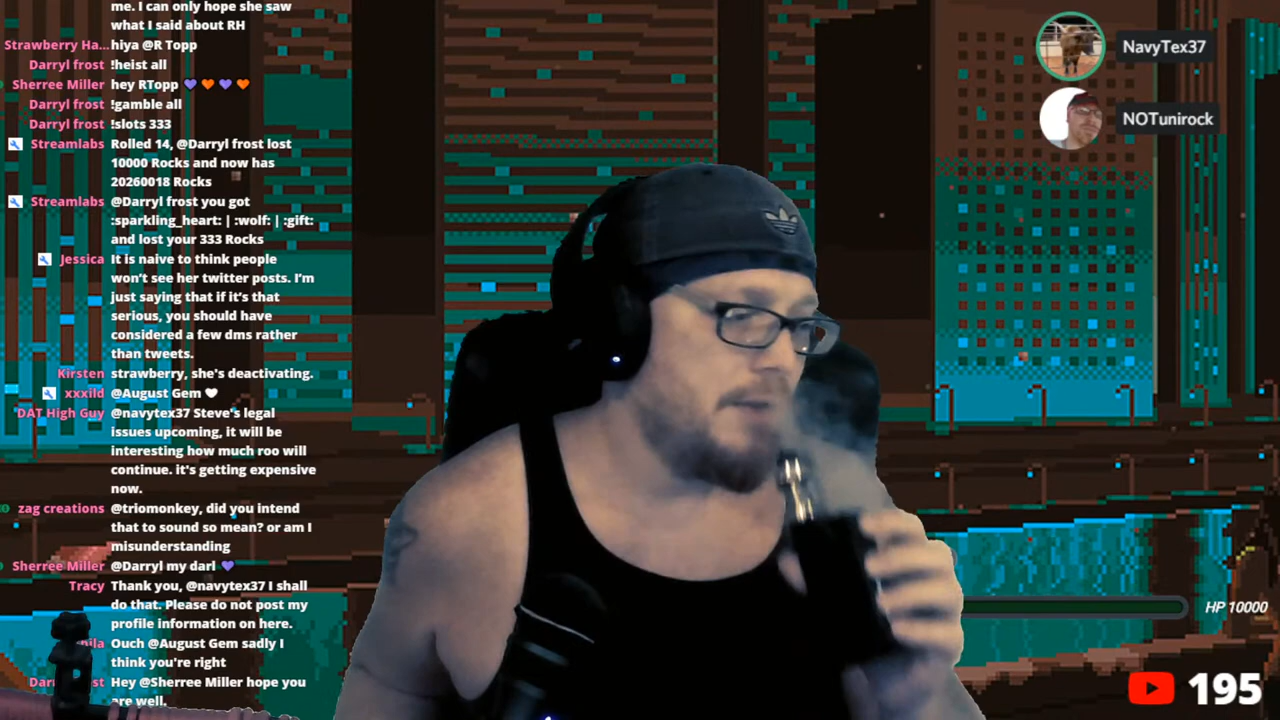 me. I can only hope she saw
what I said about RH
Strawberry Ha... hiya @R Topp
Darryl frost !heist all
Sherree Miller hey RTopp 💜 🧡 💜 🧡
Darryl frost !gamble all
Darryl frost !slots 333
Streamlabs Rolled 14, @Darryl frost lost
10000 Rocks and now has
20260018 Rocks
Streamlabs @Darryl frost you got
:sparkling_heart: | :wolf: | :gift:
and lost your 333 Rocks
Jessica It is naive to think people
won't see her twitter posts. I'm
just saying that if it's that
serious, you should have
considered a few dms rather
than tweets.
Kirsten strawberry, she's deactivating.
xxxild @August Gem 🤍
DAT High Guy @navytex37 Steve's legal
issues upcoming, it will be
interesting how much roo will
continue. it's getting expensive
now.
zag creations @triomonkey, did you intend
that to sound so mean? or am I
misunderstanding
Sherree Miller @Darryl my darl 💜
Tracy Thank you, @navytex37 I shall
do that. Please do not post my
profile information on here.
Ouch @August Gem sadly I
think you're right
Hey @Sherree Miller hope you
are well.
NavyTex37
NOTunirock
HP 10000
195